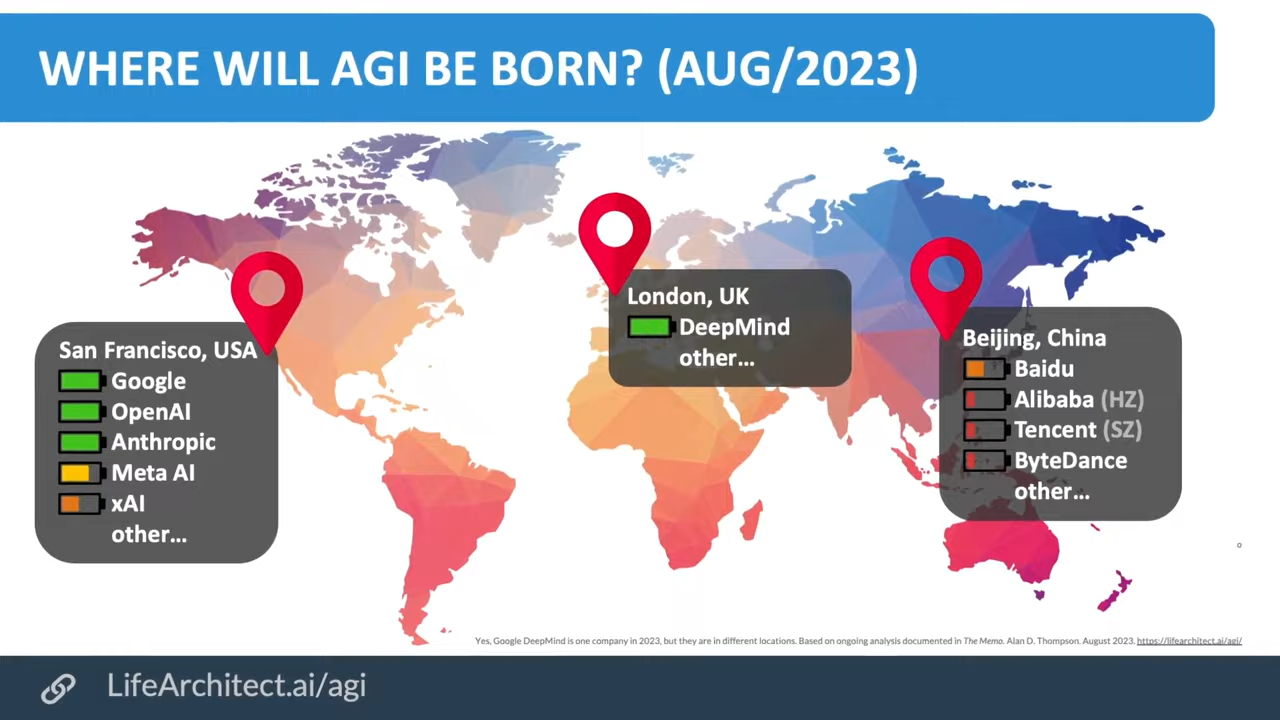 WHERE WILL AGI BE BORN? (AUG/2023)
San Francisco, USA
Google
OpenAI
Anthropic
Meta AI
xAI
other...
London, UK
DeepMind
other...
Beijing, China
Baidu
Alibaba (HZ)
Tencent (SZ)
ByteDance
other...
Yes, Google DeepMind is one company in 2023, but they are in different locations. Based on ongoing analysis documented in The Memo. Alan D. Thompson. August 2023. https://lifearchitect.ai/agi/
LifeArchitect.ai/agi